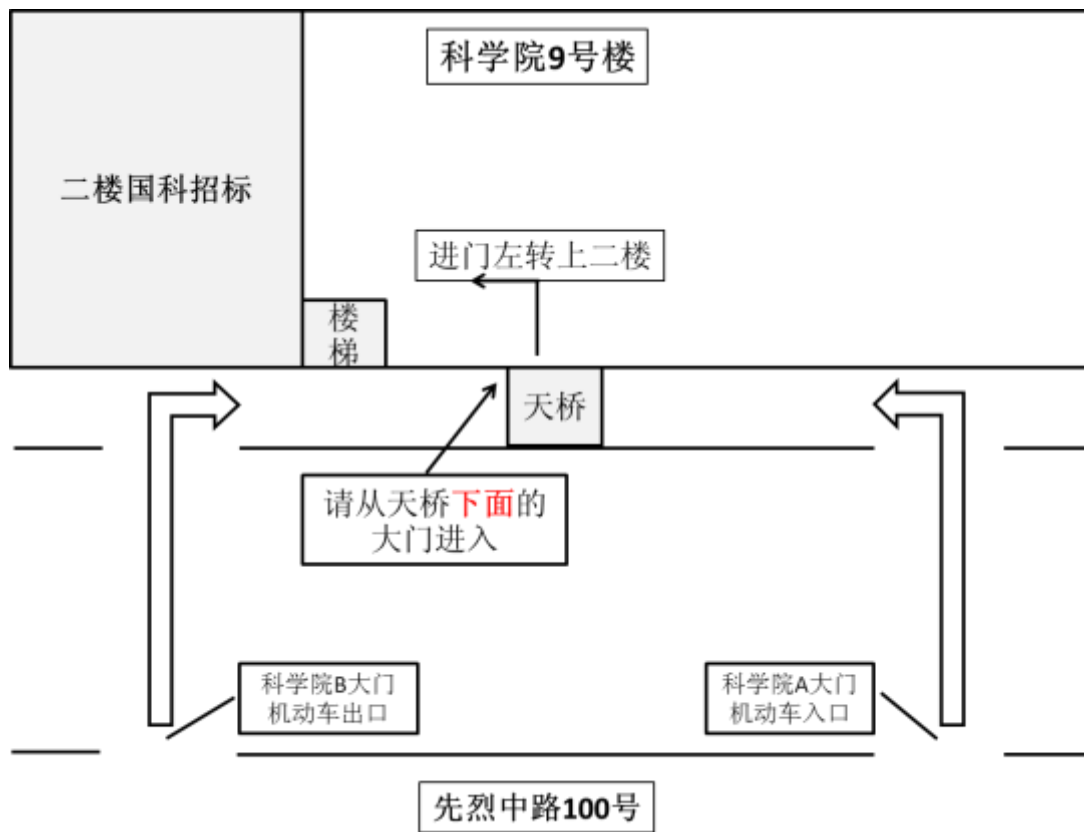 科学院9号楼
二楼国科招标
进门左转上二楼
楼
梯
天桥
请从天桥下面的
大门进入
科学院B大门
机动车出口
科学院A大门
机动车入口
先烈中路100号